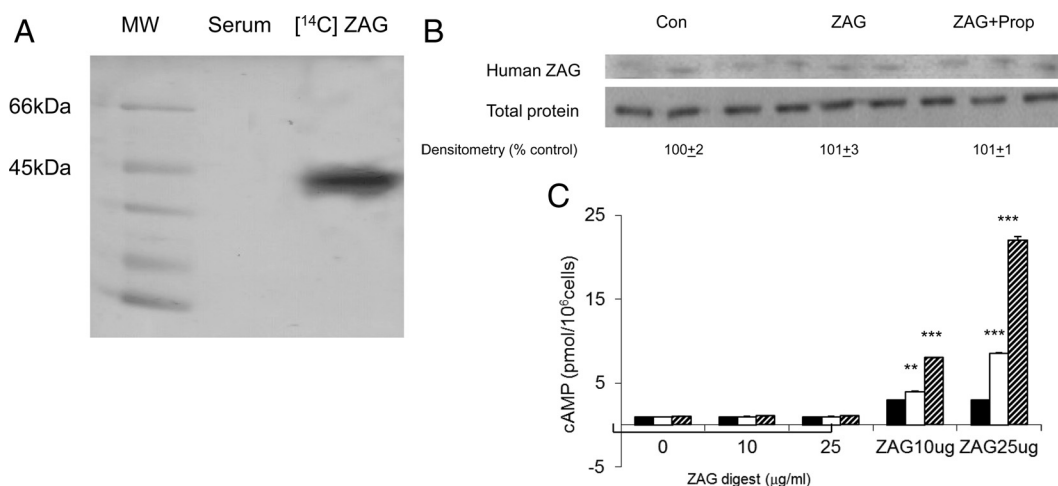 A
MW Serum [¹⁴C] ZAG
66kDa
45kDa
B
Con ZAG ZAG+Prop
Human ZAG
Total protein
Densitometry (% control) 100±2 101±3 101±1
C
25
15
5
-5
cAMP (pmol/10⁶cells)
** *** *** ***
0 10 25 ZAG10ug ZAG25ug
ZAG digest (µg/ml)